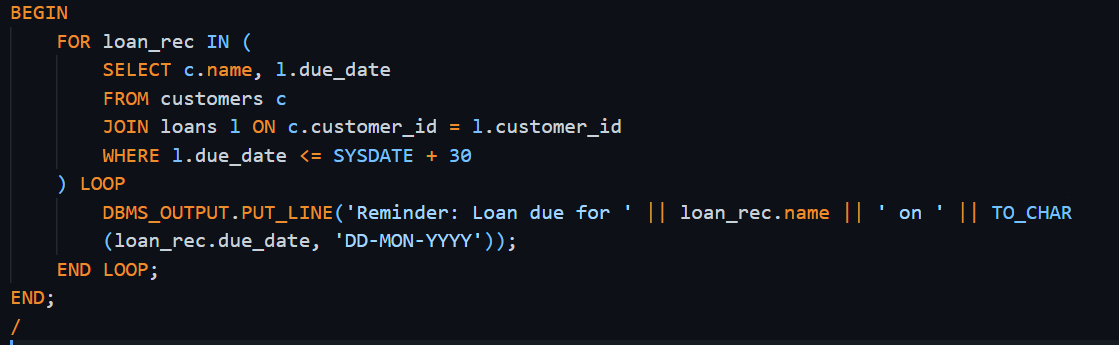 BEGIN
    FOR loan_rec IN (
        SELECT c.name, l.due_date
        FROM customers c
        JOIN loans l ON c.customer_id = l.customer_id
        WHERE l.due_date <= SYSDATE + 30
    ) LOOP
        DBMS_OUTPUT.PUT_LINE('Reminder: Loan due for ' || loan_rec.name || ' on ' || TO_CHAR
        (loan_rec.due_date, 'DD-MON-YYYY'));
    END LOOP;
END;
/